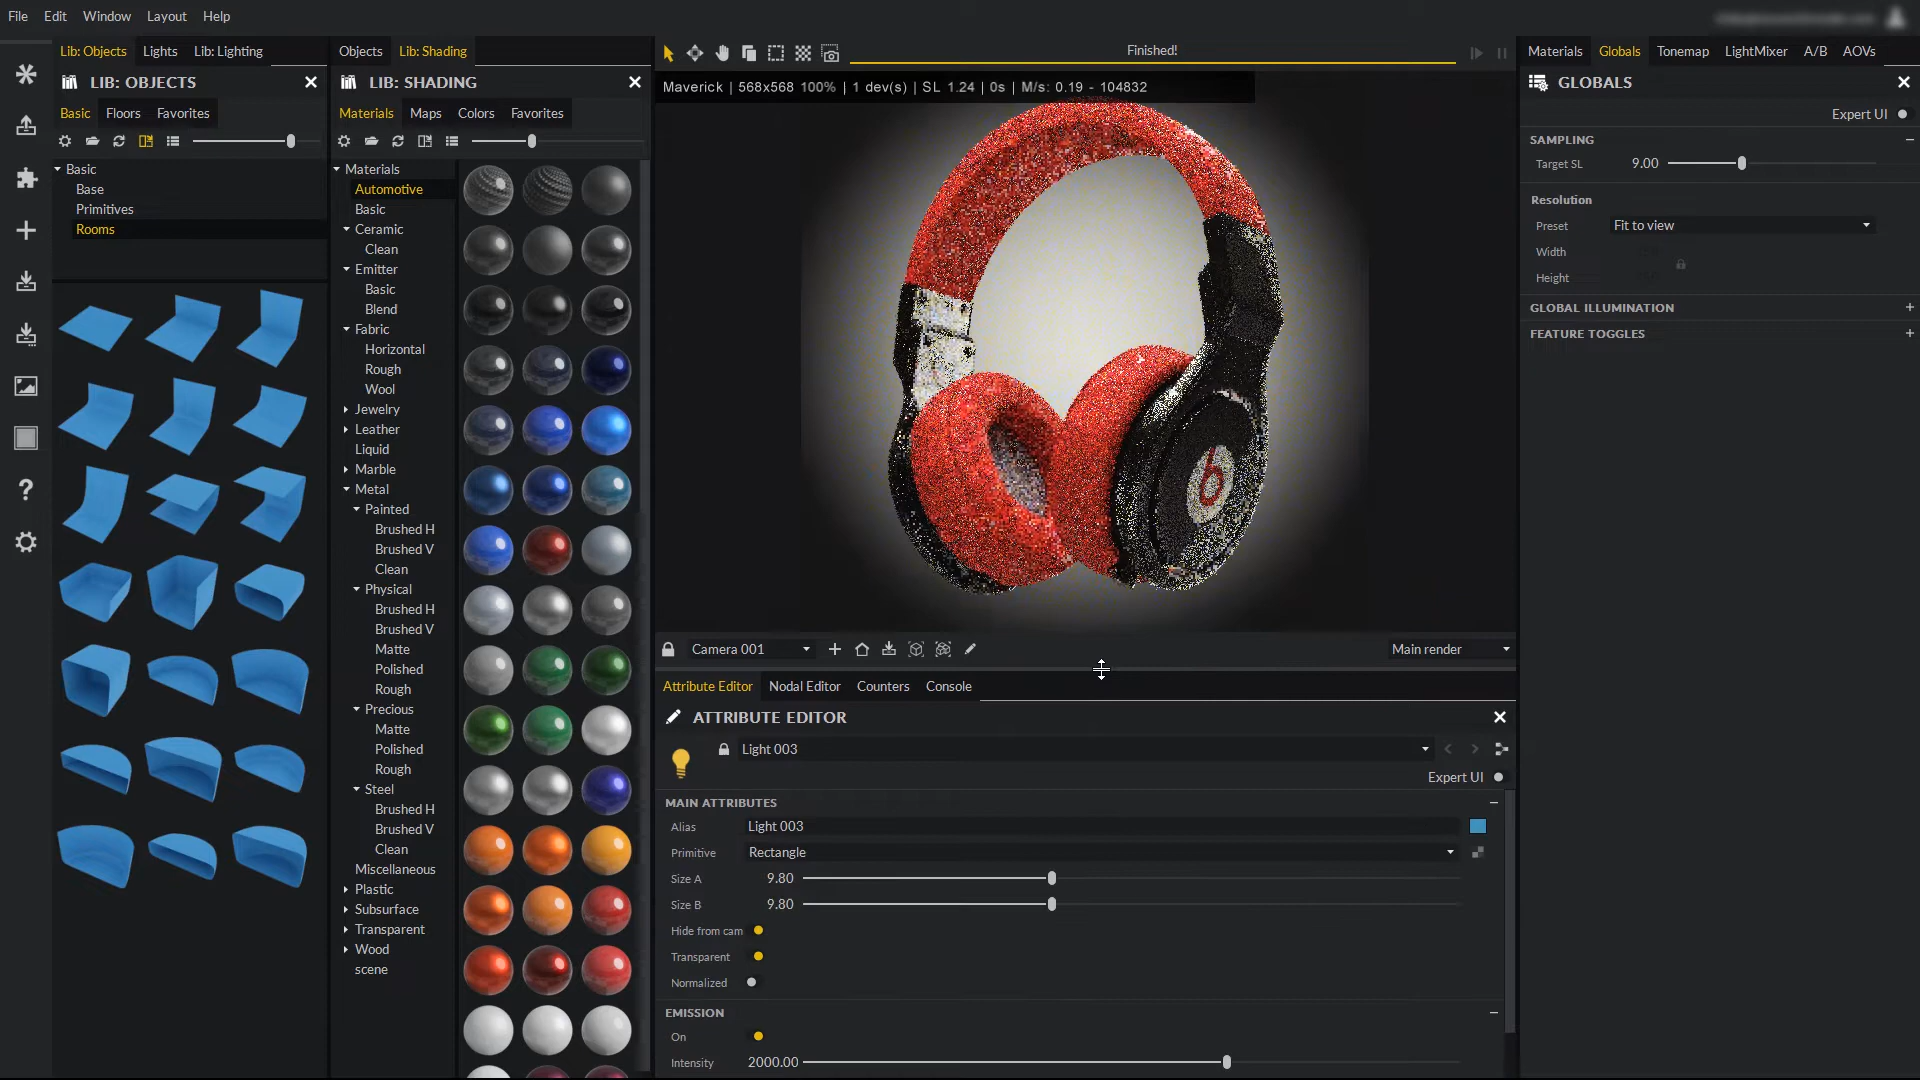 File Edit Window Layout Help
Lib: Objects Lights Lib: Lighting
LIB: OBJECTS
Basic Floors Favorites
Basic
Base
Primitives
Rooms
Objects Lib: Shading
LIB: SHADING
Materials Maps Colors Favorites
Materials
Automotive
Basic
Ceramic
Clean
Emitter
Basic
Blend
Fabric
Horizontal
Rough
Wool
Jewelry
Leather
Liquid
Marble
Metal
Painted
Brushed H
Brushed V
Clean
Physical
Brushed H
Brushed V
Matte
Polished
Rough
Precious
Matte
Polished
Rough
Steel
Brushed H
Brushed V
Clean
Miscellaneous
Plastic
Subsurface
Transparent
Wood
scene
Finished!
Maverick | 568x568 100% | 1 dev(s) | SL 1.24 | 0s | M/s: 0.19 - 104832
b
Camera 001 Main render
Attribute Editor Nodal Editor Counters Console
ATTRIBUTE EDITOR
Light 003
Expert UI
MAIN ATTRIBUTES
Alias Light 003
Primitive Rectangle
Size A 9.80
Size B 9.80
Hide from cam
Transparent
Normalized
EMISSION
On
Intensity 2000.00
Materials Globals Tonemap LightMixer A/B AOVs
GLOBALS
Expert UI
SAMPLING
Target SL 9.00
Resolution
Preset Fit to view
Width
Height
GLOBAL ILLUMINATION
FEATURE TOGGLES